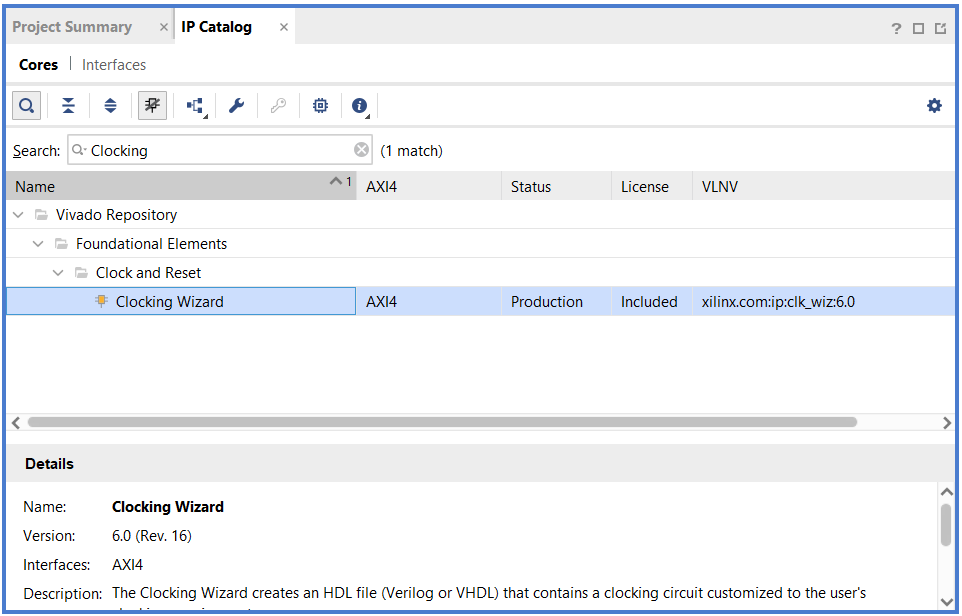 Project Summary × IP Catalog ×
Cores | Interfaces
Search: Clocking (1 match)
Name 1 AXI4 Status License VLNV
Vivado Repository
Foundational Elements
Clock and Reset
Clocking Wizard AXI4 Production Included xilinx.com:ip:clk_wiz:6.0
Details
Name: Clocking Wizard
Version: 6.0 (Rev. 16)
Interfaces: AXI4
Description: The Clocking Wizard creates an HDL file (Verilog or VHDL) that contains a clocking circuit customized to the user's